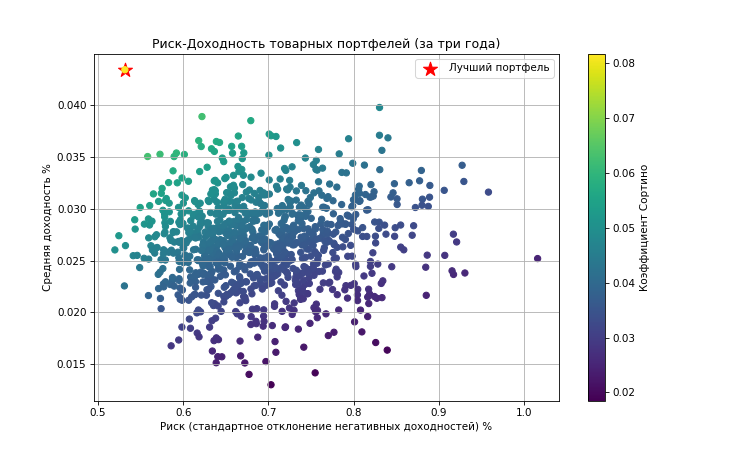 Риск-Доходность товарных портфелей (за три года)
Лучший портфель
Средняя доходность %
0.040
0.035
0.030
0.025
0.020
0.015
0.5 0.6 0.7 0.8 0.9 1.0
Риск (стандартное отклонение негативных доходностей) %
0.08
0.07
0.06
0.05
0.04
0.03
0.02
Коэффициент Сортино